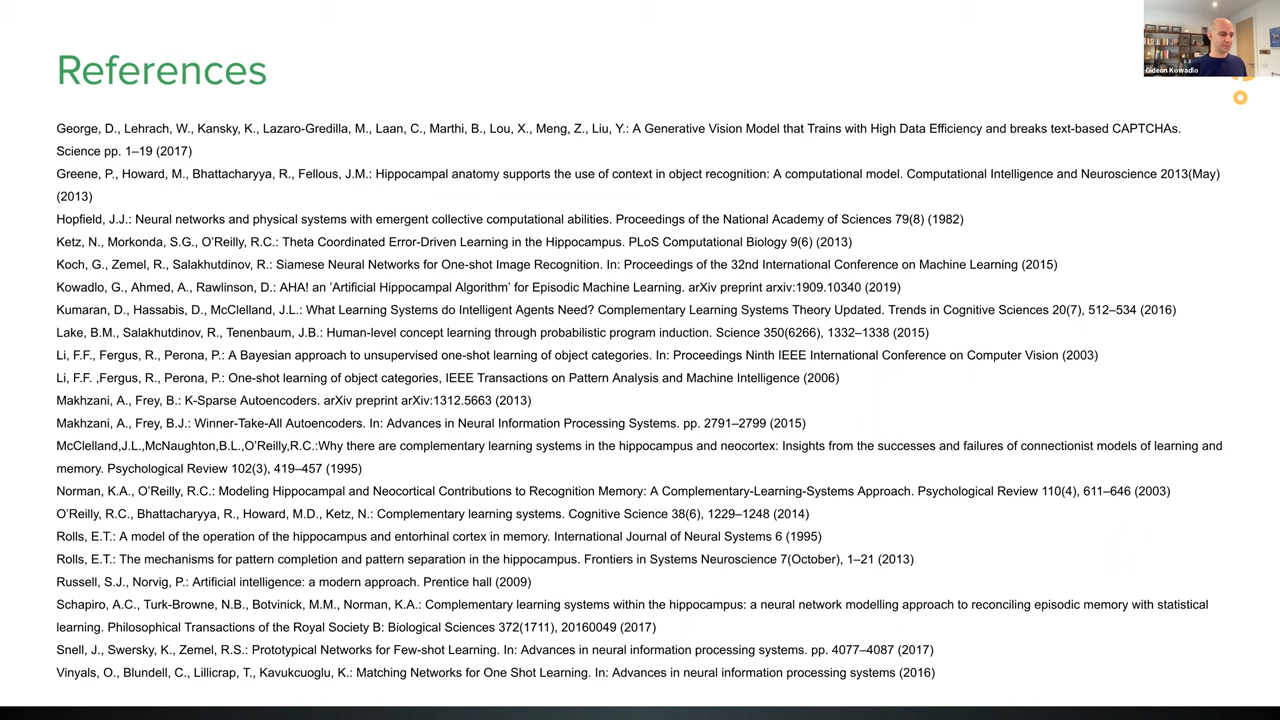 References
Gideon Kowadlo
George, D., Lehrach, W., Kansky, K., Lazaro-Gredilla, M., Laan, C., Marthi, B., Lou, X., Meng, Z., Liu, Y.: A Generative Vision Model that Trains with High Data Efficiency and breaks text-based CAPTCHAs.
Science pp. 1–19 (2017)
Greene, P., Howard, M., Bhattacharyya, R., Fellous, J.M.: Hippocampal anatomy supports the use of context in object recognition: A computational model. Computational Intelligence and Neuroscience 2013(May)
(2013)
Hopfield, J.J.: Neural networks and physical systems with emergent collective computational abilities. Proceedings of the National Academy of Sciences 79(8) (1982)
Ketz, N., Morkonda, S.G., O'Reilly, R.C.: Theta Coordinated Error-Driven Learning in the Hippocampus. PLoS Computational Biology 9(6) (2013)
Koch, G., Zemel, R., Salakhutdinov, R.: Siamese Neural Networks for One-shot Image Recognition. In: Proceedings of the 32nd International Conference on Machine Learning (2015)
Kowadlo, G., Ahmed, A., Rawlinson, D.: AHA! an 'Artificial Hippocampal Algorithm' for Episodic Machine Learning. arXiv preprint arxiv:1909.10340 (2019)
Kumaran, D., Hassabis, D., McClelland, J.L.: What Learning Systems do Intelligent Agents Need? Complementary Learning Systems Theory Updated. Trends in Cognitive Sciences 20(7), 512–534 (2016)
Lake, B.M., Salakhutdinov, R., Tenenbaum, J.B.: Human-level concept learning through probabilistic program induction. Science 350(6266), 1332–1338 (2015)
Li, F.F., Fergus, R., Perona, P.: A Bayesian approach to unsupervised one-shot learning of object categories. In: Proceedings Ninth IEEE International Conference on Computer Vision (2003)
Li, F.F. ,Fergus, R., Perona, P.: One-shot learning of object categories, IEEE Transactions on Pattern Analysis and Machine Intelligence (2006)
Makhzani, A., Frey, B.: K-Sparse Autoencoders. arXiv preprint arXiv:1312.5663 (2013)
Makhzani, A., Frey, B.J.: Winner-Take-All Autoencoders. In: Advances in Neural Information Processing Systems. pp. 2791–2799 (2015)
McClelland,J.L.,McNaughton,B.L.,O'Reilly,R.C.:Why there are complementary learning systems in the hippocampus and neocortex: Insights from the successes and failures of connectionist models of learning and
memory. Psychological Review 102(3), 419–457 (1995)
Norman, K.A., O'Reilly, R.C.: Modeling Hippocampal and Neocortical Contributions to Recognition Memory: A Complementary-Learning-Systems Approach. Psychological Review 110(4), 611–646 (2003)
O'Reilly, R.C., Bhattacharyya, R., Howard, M.D., Ketz, N.: Complementary learning systems. Cognitive Science 38(6), 1229–1248 (2014)
Rolls, E.T.: A model of the operation of the hippocampus and entorhinal cortex in memory. International Journal of Neural Systems 6 (1995)
Rolls, E.T.: The mechanisms for pattern completion and pattern separation in the hippocampus. Frontiers in Systems Neuroscience 7(October), 1–21 (2013)
Russell, S.J., Norvig, P.: Artificial intelligence: a modern approach. Prentice hall (2009)
Schapiro, A.C., Turk-Browne, N.B., Botvinick, M.M., Norman, K.A.: Complementary learning systems within the hippocampus: a neural network modelling approach to reconciling episodic memory with statistical
learning. Philosophical Transactions of the Royal Society B: Biological Sciences 372(1711), 20160049 (2017)
Snell, J., Swersky, K., Zemel, R.S.: Prototypical Networks for Few-shot Learning. In: Advances in neural information processing systems. pp. 4077–4087 (2017)
Vinyals, O., Blundell, C., Lillicrap, T., Kavukcuoglu, K.: Matching Networks for One Shot Learning. In: Advances in neural information processing systems (2016)